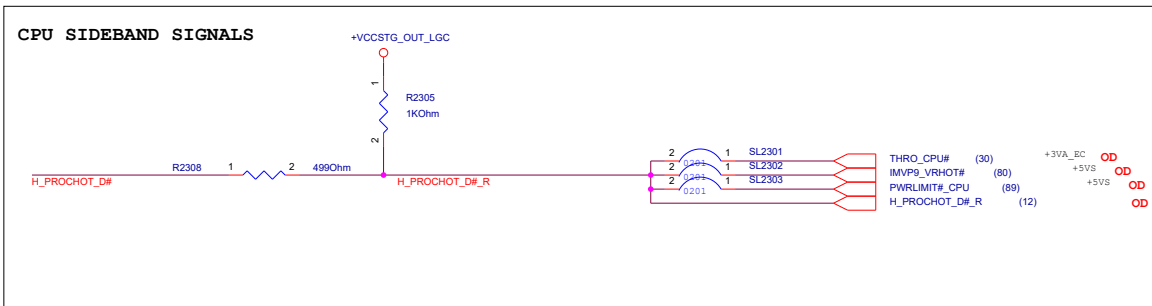 CPU SIDEBAND SIGNALS
+VCCSTG_OUT_LGC
1
R2305
1KOhm
2
R2308 1 2 499Ohm
H_PROCHOT_D# H_PROCHOT_D#_R
2 0201 1 SL2301 THRO_CPU# (30) +3VA_EC OD
2 0201 1 SL2302 IMVP9_VRHOT# (80) +5VS OD
2 0201 1 SL2303 PWRLIMIT#_CPU (89) +5VS OD
H_PROCHOT_D#_R (12) OD